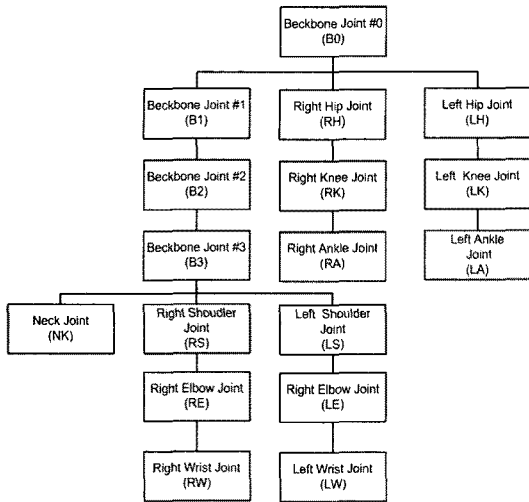 Beckbone Joint #0
(B0)
Beckbone Joint #1
(B1)
Right Hip Joint
(RH)
Left Hip Joint
(LH)
Beckbone Joint #2
(B2)
Right Knee Joint
(RK)
Left Knee Joint
(LK)
Beckbone Joint #3
(B3)
Right Ankle Joint
(RA)
Left Ankle
Joint
(LA)
Neck Joint
(NK)
Right Shoudler
Joint
(RS)
Left Shoulder
Joint
(LS)
Right Elbow Joint
(RE)
Right Elbow Joint
(LE)
Right Wrist Joint
(RW)
Left Wrist Joint
(LW)